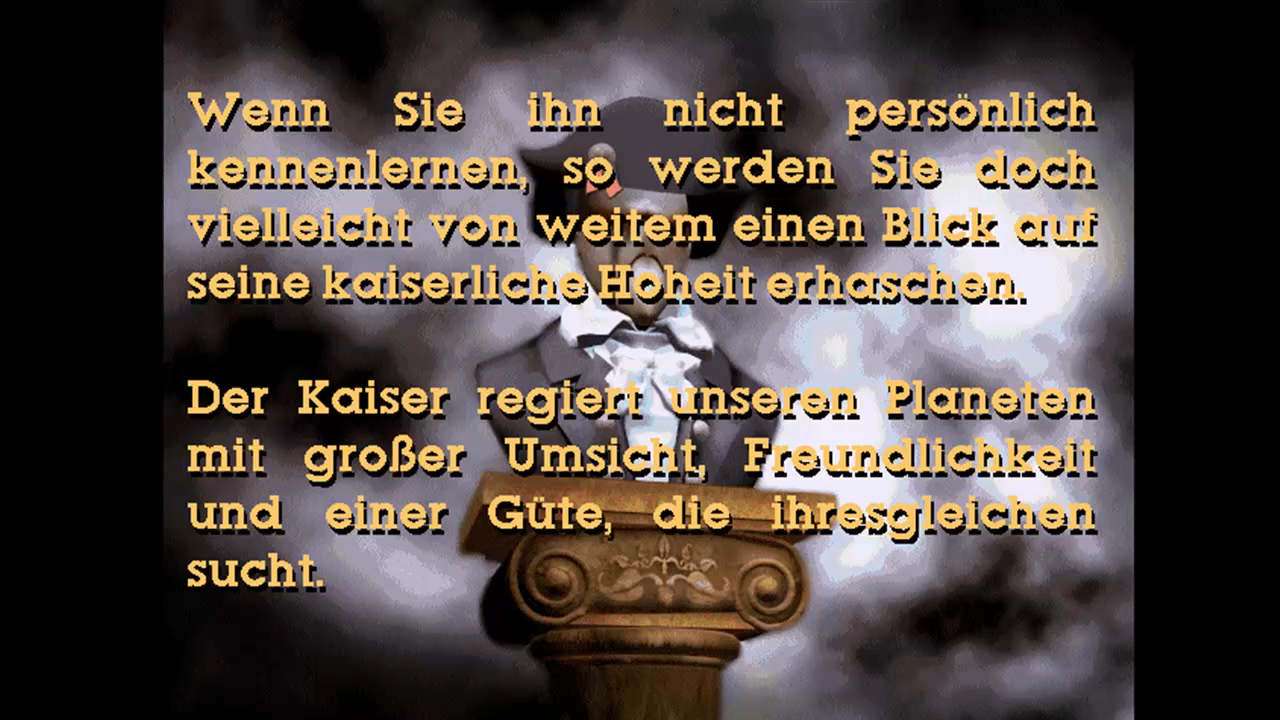 Wenn Sie ihn nicht persönlich
kennenlernen, so werden Sie doch
vielleicht von weitem einen Blick auf
seine kaiserliche Hoheit erhaschen.
Der Kaiser regiert unseren Planeten
mit großer Umsicht, Freundlichkeit
und einer Güte, die ihresgleichen
sucht.